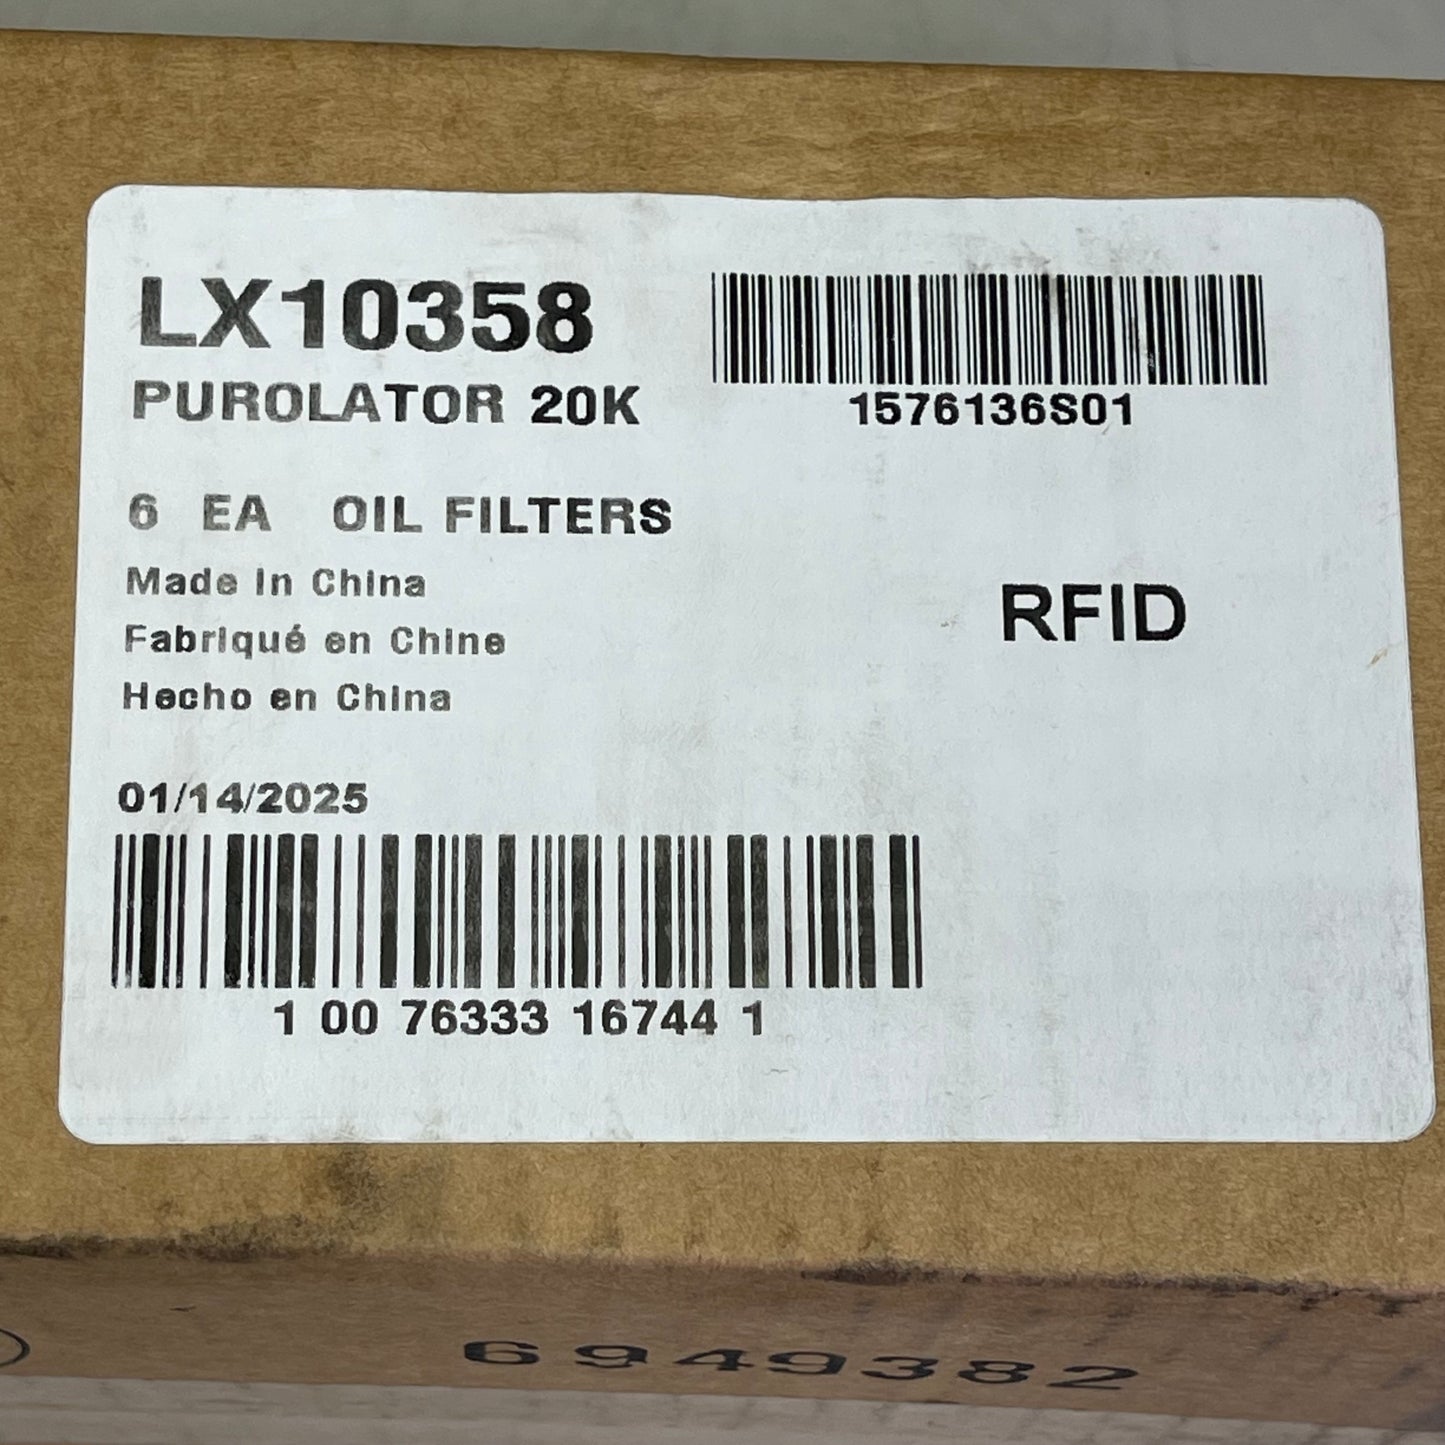 LX10358
PUROLATOR 20K
1576136S01
6 EA OIL FILTERS
Made In China
Fabriqué en Chine
Hecho en China
RFID
01/14/2025
1 00 76333 16744 1
6949382